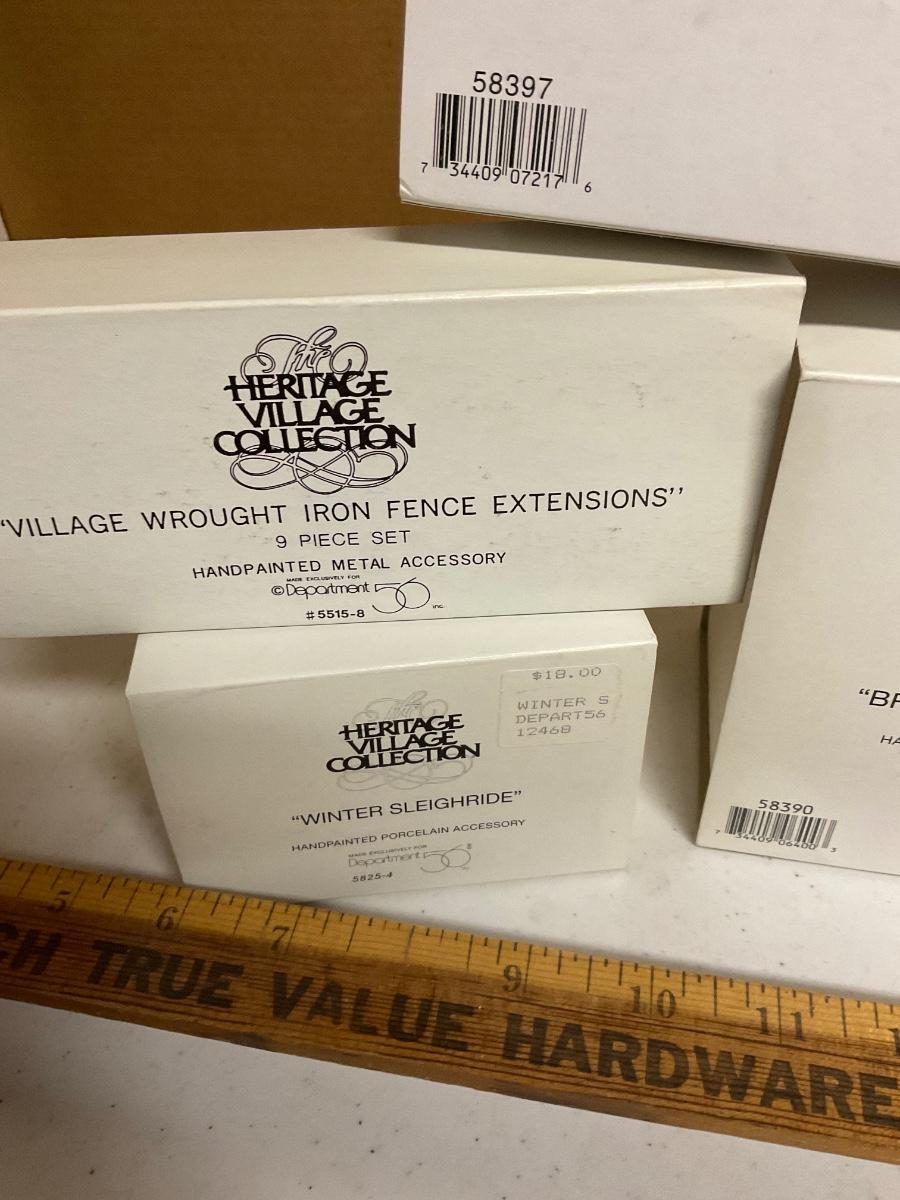 58397
7 34409 07217 6
The
HERITAGE
VILLAGE
COLLECTION
"VILLAGE WROUGHT IRON FENCE EXTENSIONS"
9 PIECE SET
HANDPAINTED METAL ACCESSORY
MADE EXCLUSIVELY FOR
©Department 56 inc.
#5515-8
$18.00
WINTER S
DEPART56
12468
The
HERITAGE
VILLAGE
COLLECTION
"WINTER SLEIGHRIDE"
HANDPAINTED PORCELAIN ACCESSORY
MADE EXCLUSIVELY FOR
Department 56
5825-4
58390
7 34409 06400 3
5 6 7 9 10 11
TRUE VALUE HARDWARE